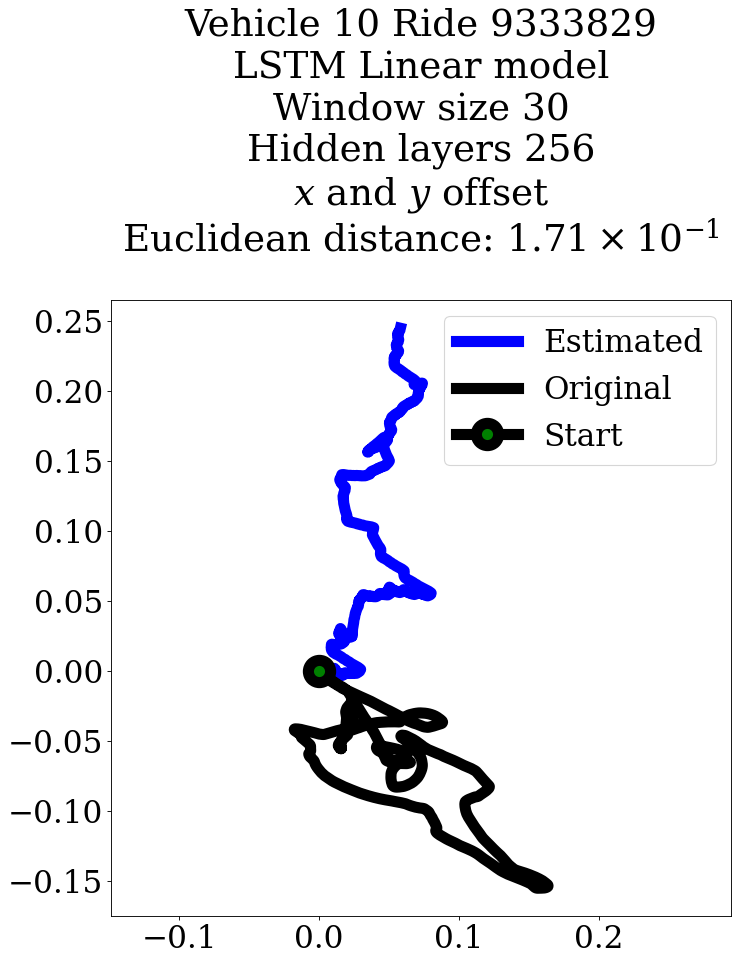 Vehicle 10 Ride 9333829
LSTM Linear model
Window size 30
Hidden layers 256
x and y offset
Euclidean distance: 1.71 × 10⁻¹
Estimated
Original
Start
0.25
0.20
0.15
0.10
0.05
0.00
−0.05
−0.10
−0.15
−0.1 0.0 0.1 0.2